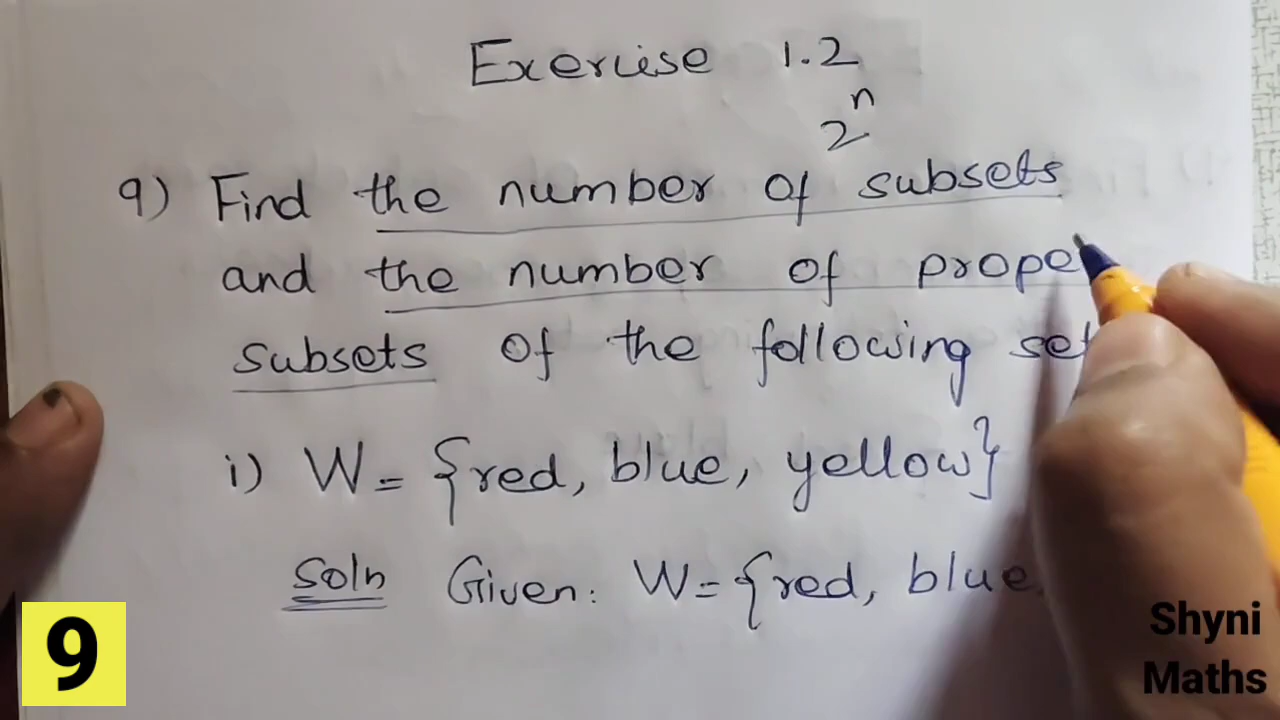 Exercise 1.2
2ⁿ
9) Find the number of subsets
and the number of prope
subsets of the following set
i) W = {red, blue, yellow}
Soln Given: W = {red, blue,
9
Shyni
Maths